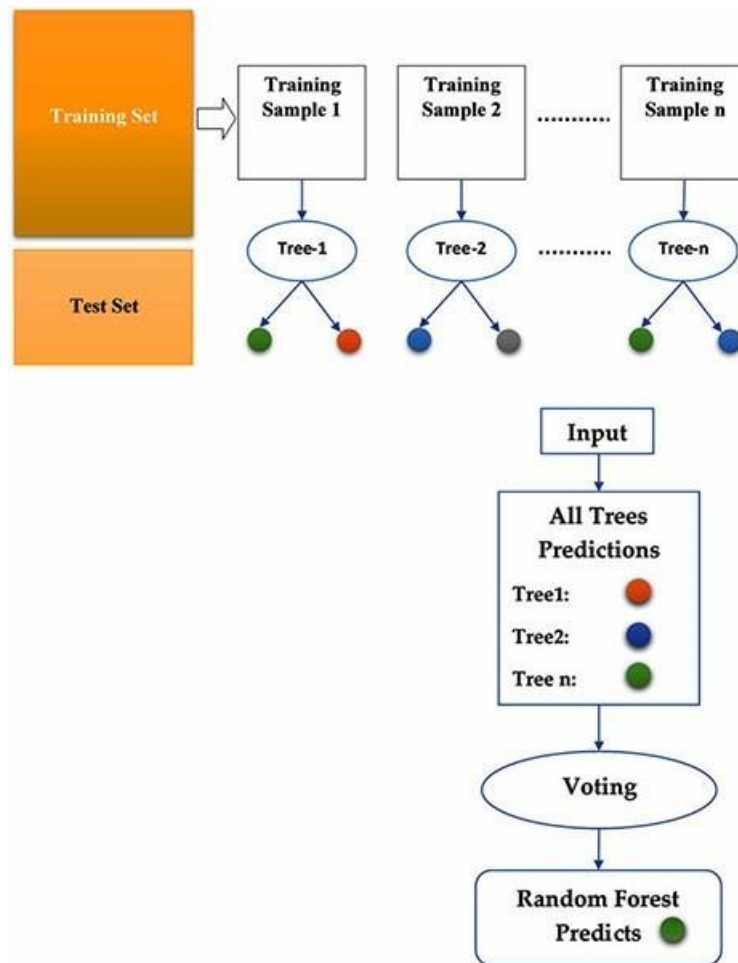 Training Set
Test Set
Training
Sample 1
Training
Sample 2
............
Training
Sample n
Tree-1
Tree-2
............
Tree-n
Input
All Trees
Predictions
Tree1:
Tree2:
Tree n:
Voting
Random Forest
Predicts